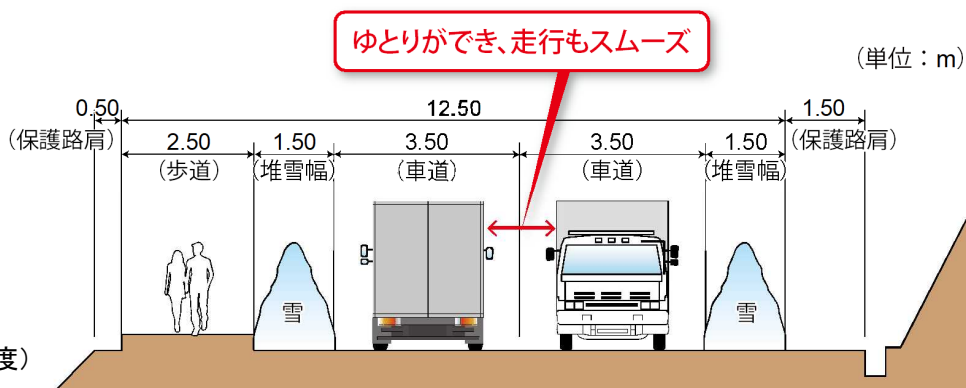 ゆとりができ、走行もスムーズ
(単位:m)
0.50 12.50 1.50
(保護路肩) 2.50 1.50 3.50 3.50 1.50 (保護路肩)
(歩道) (堆雪幅) (車道) (車道) (堆雪幅)
雪 雪
度)